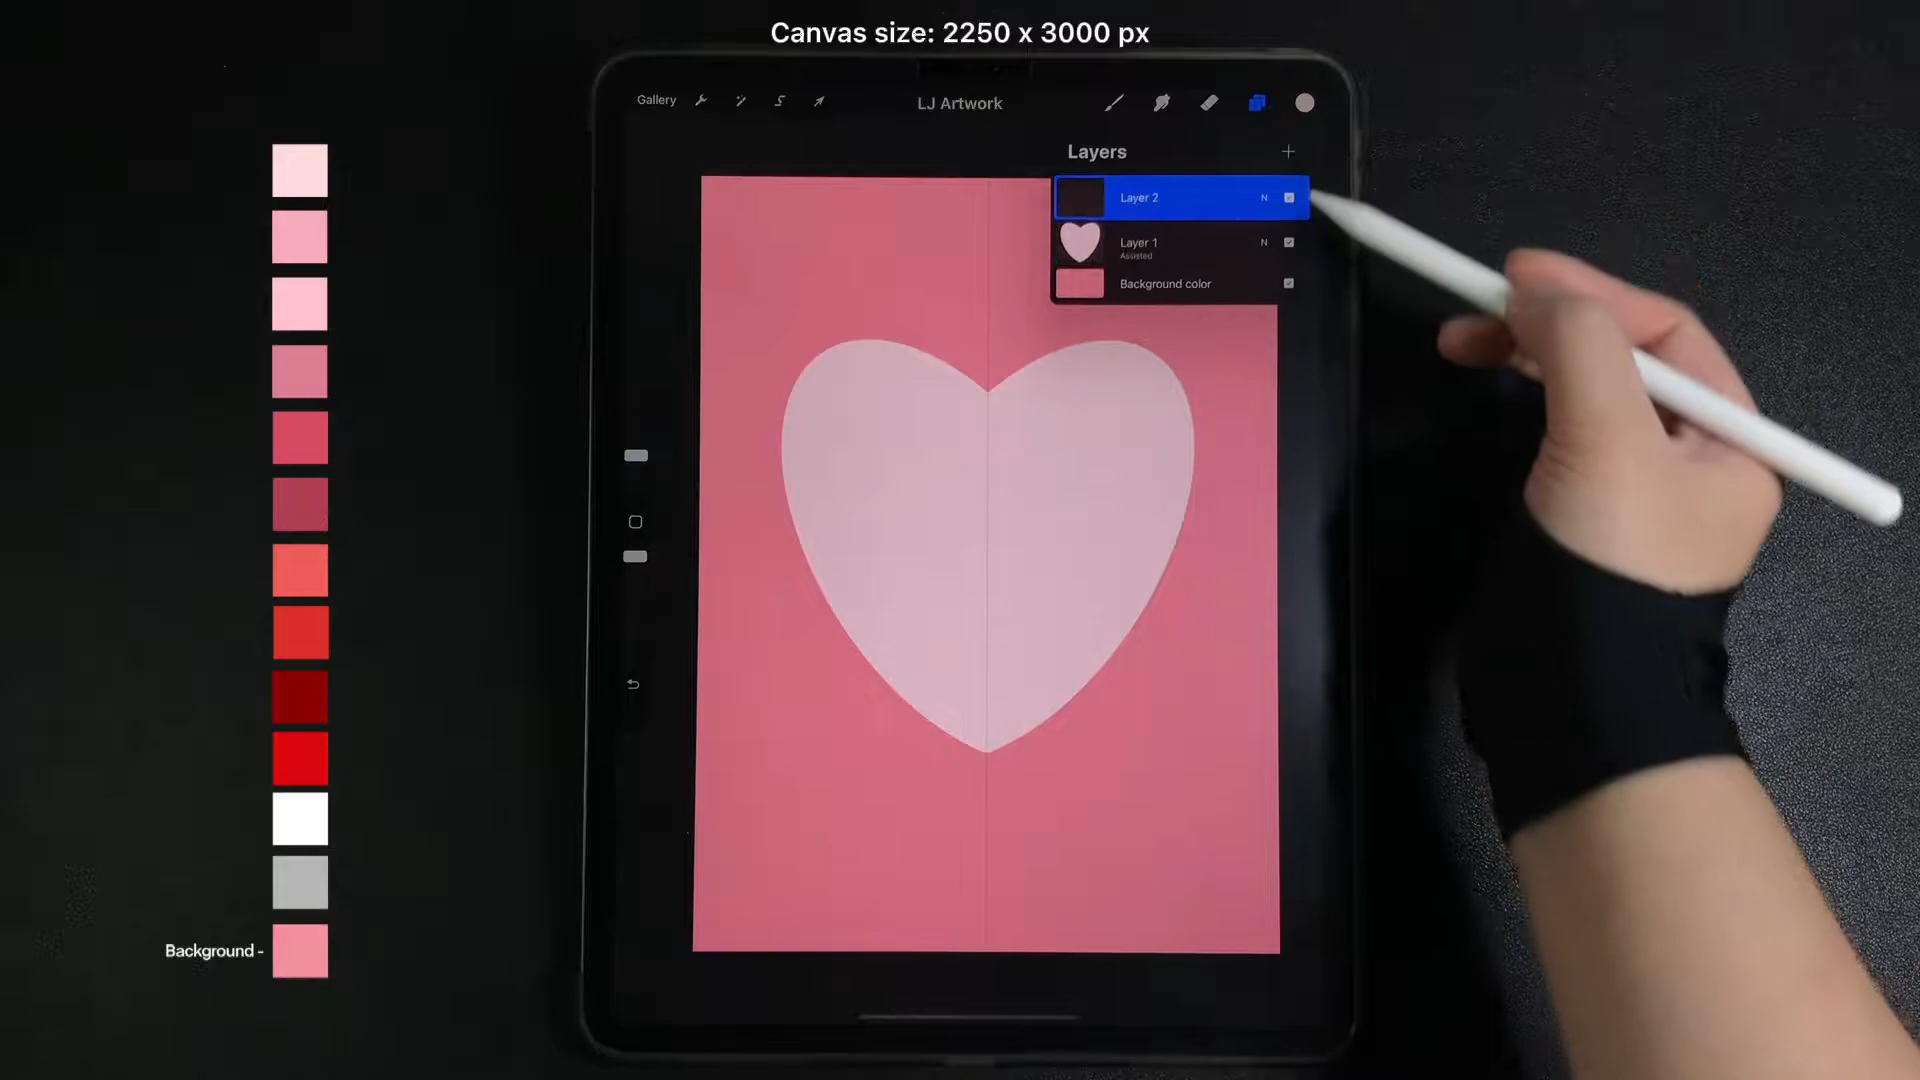 Canvas size: 2250 x 3000 px
Gallery
LJ Artwork
Layers
Layer 2
N
Layer 1
N
Assisted
Background color
Background -